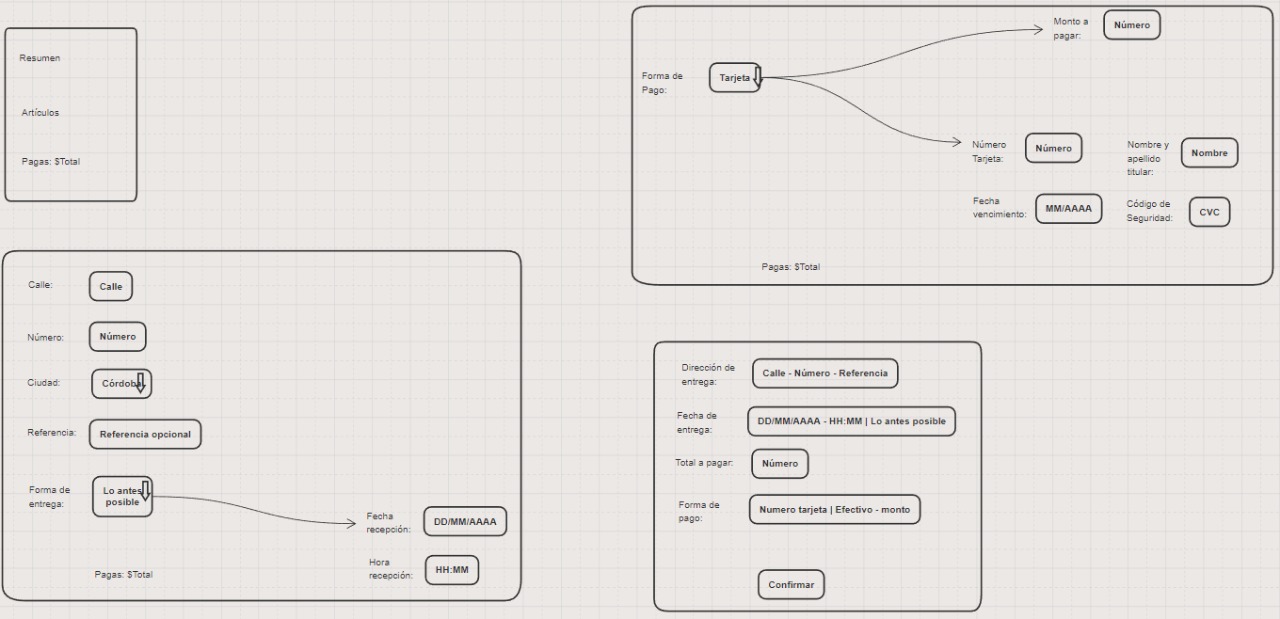 Resumen
Artículos
Pagas: $Total
Calle:
Calle
Número:
Número
Ciudad:
Córdoba
Referencia:
Referencia opcional
Forma de
entrega:
Lo antes
posible
Fecha
recepción:
DD/MM/AAAA
Hora
recepción:
HH:MM
Pagas: $Total
Forma de
Pago:
Tarjeta
Monto a
pagar:
Número
Número
Tarjeta:
Número
Nombre y
apellido
titular:
Nombre
Fecha
vencimiento:
MM/AAAA
Código de
Seguridad:
CVC
Pagas: $Total
Dirección de
entrega:
Calle - Número - Referencia
Fecha de
entrega:
DD/MM/AAAA - HH:MM | Lo antes posible
Total a pagar:
Número
Forma de
pago:
Numero tarjeta | Efectivo - monto
Confirmar